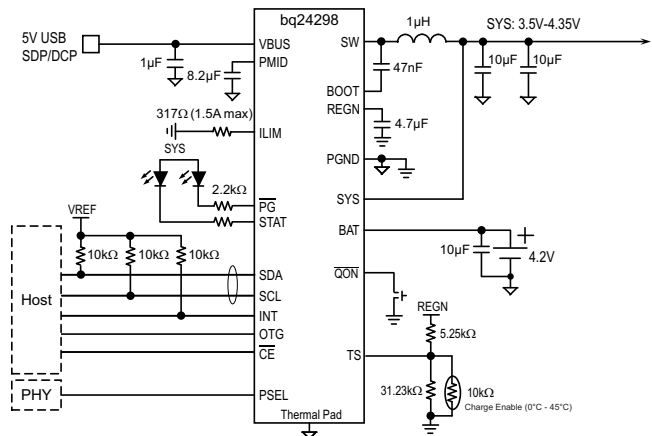 bq24298
5V USB
SDP/DCP
1µF
8.2µF
VBUS
PMID
317Ω (1.5A max)
ILIM
SYS
2.2kΩ
PG
STAT
VREF
10kΩ
10kΩ
10kΩ
Host
SDA
SCL
INT
OTG
CE
PHY
PSEL
Thermal Pad
SW
1µH
SYS: 3.5V-4.35V
47nF
10µF
10µF
BOOT
REGN
4.7µF
PGND
SYS
BAT
10µF
4.2V
QON
REGN
5.25kΩ
TS
31.23kΩ
10kΩ
Charge Enable (0°C - 45°C)